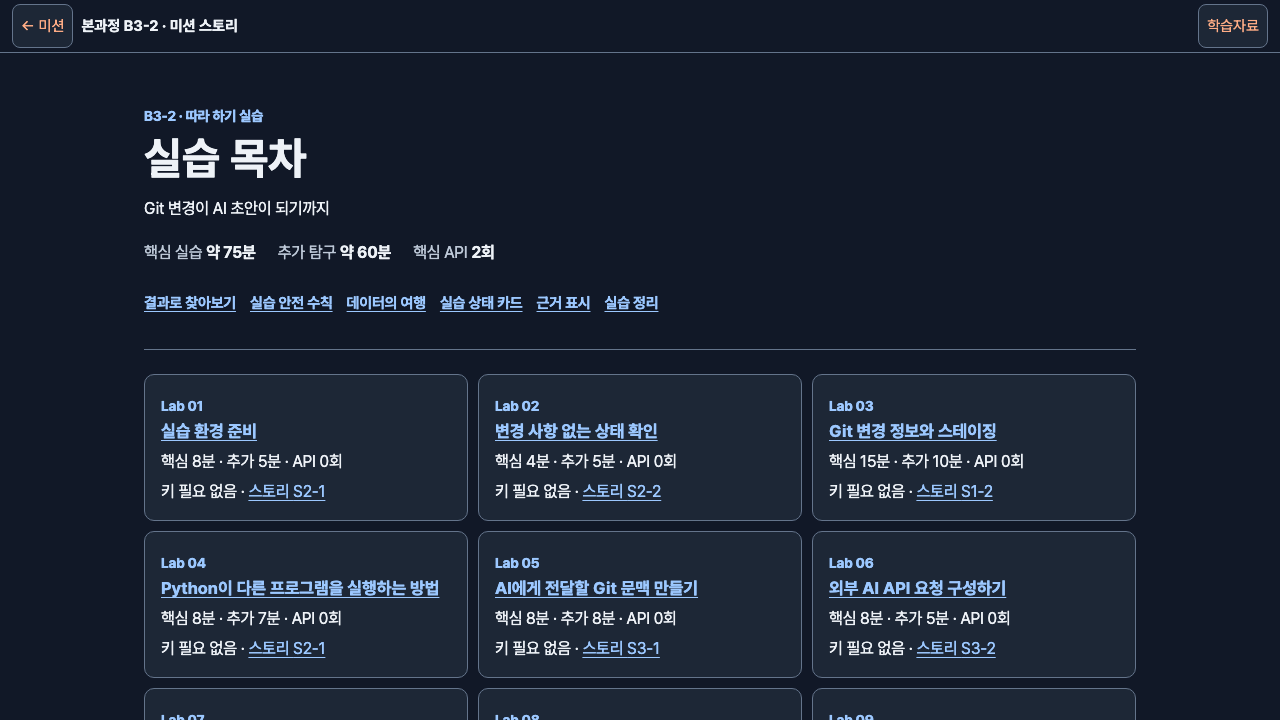 ← 미션 본과정 B3-2 · 미션 스토리 학습자료
B3-2 · 따라 하기 실습
실습 목차
Git 변경이 AI 초안이 되기까지
핵심 실습 약 75분 추가 탐구 약 60분 핵심 API 2회
결과로 찾아보기 실습 안전 수칙 데이터의 여행 실습 상태 카드 근거 표시 실습 정리
Lab 01
실습 환경 준비
핵심 8분 · 추가 5분 · API 0회
키 필요 없음 · 스토리 S2-1
Lab 02
변경 사항 없는 상태 확인
핵심 4분 · 추가 5분 · API 0회
키 필요 없음 · 스토리 S2-2
Lab 03
Git 변경 정보와 스테이징
핵심 15분 · 추가 10분 · API 0회
키 필요 없음 · 스토리 S1-2
Lab 04
Python이 다른 프로그램을 실행하는 방법
핵심 8분 · 추가 7분 · API 0회
키 필요 없음 · 스토리 S2-1
Lab 05
AI에게 전달할 Git 문맥 만들기
핵심 8분 · 추가 8분 · API 0회
키 필요 없음 · 스토리 S3-1
Lab 06
외부 AI API 요청 구성하기
핵심 8분 · 추가 5분 · API 0회
키 필요 없음 · 스토리 S3-2
Lab 07
Lab 08
Lab 09